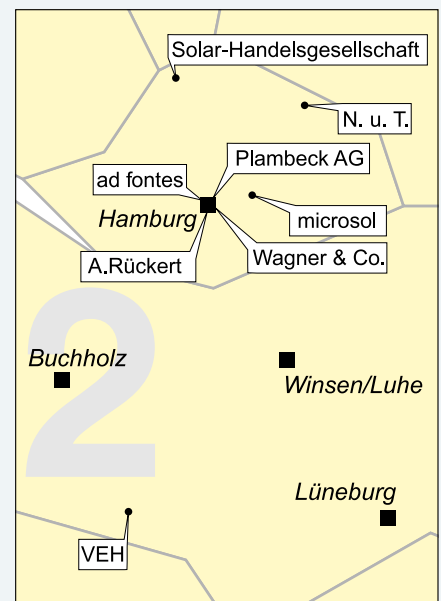 Solar-Handelsgesellschaft
N. u. T.
Plambeck AG
ad fontes
Hamburg
microsol
A.Rückert
Wagner & Co.
2
Buchholz
Winsen/Luhe
Lüneburg
VEH